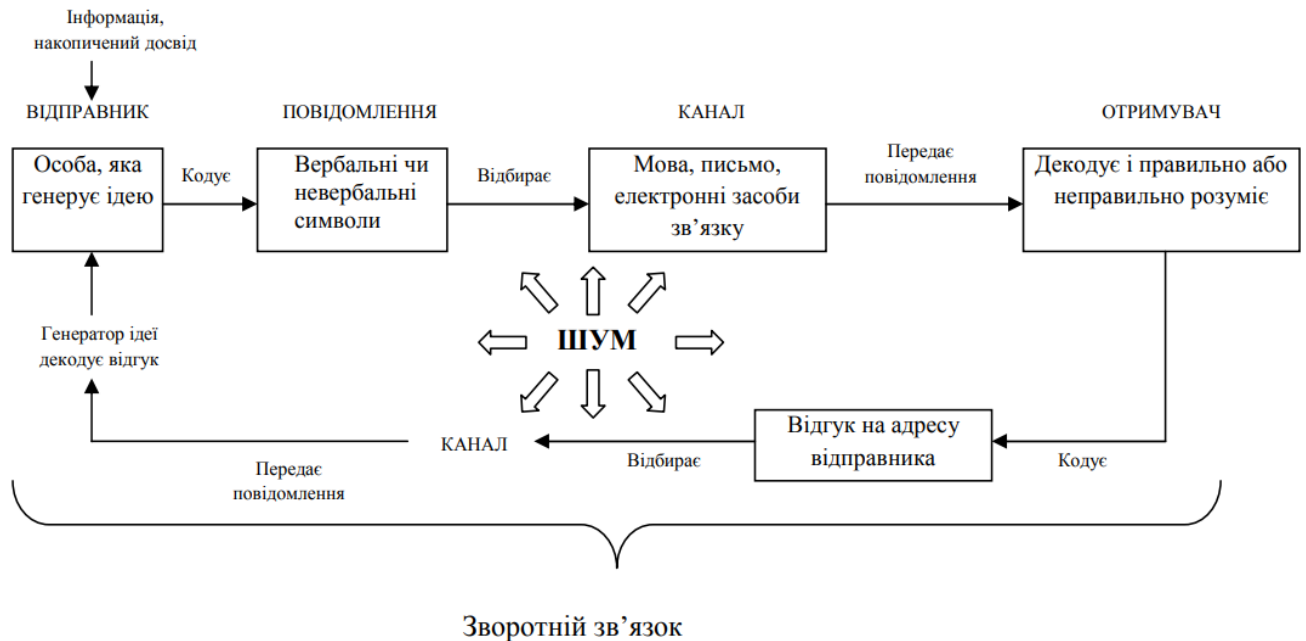 Інформація,
накопичений досвід
ВІДПРАВНИК
ПОВІДОМЛЕННЯ
КАНАЛ
ОТРИМУВАЧ
Особа, яка
генерує ідею
Кодує
Вербальні чи
невербальні
символи
Відбирає
Мова, письмо,
електронні засоби
зв’язку
Передає
повідомлення
Декодує і правильно або
неправильно розуміє
Генератор ідеї
декодує відгук
ШУМ
Відгук на адресу
відправника
Кодує
Відбирає
КАНАЛ
Передає
повідомлення
Зворотній зв’язок